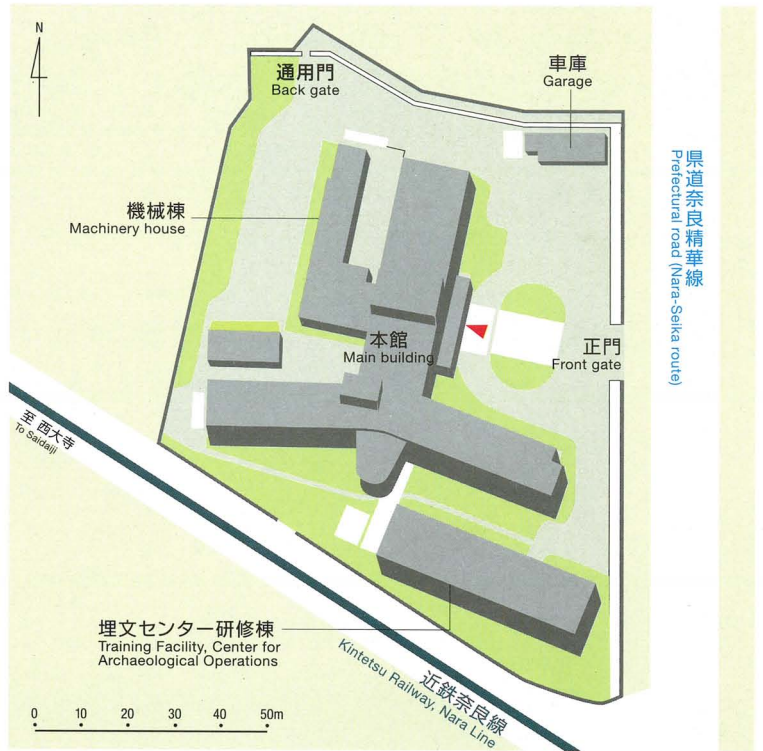 N
通用門
Back gate
車庫
Garage
県道奈良精華線
Prefectural road (Nara-Seika route)
機械棟
Machinery house
本館
Main building
正門
Front gate
至 西大寺
To Saidaiji
埋文センター研修棟
Training Facility, Center for
Archaeological Operations
近鉄奈良線
Kintetsu Railway, Nara Line
0 10 20 30 40 50m